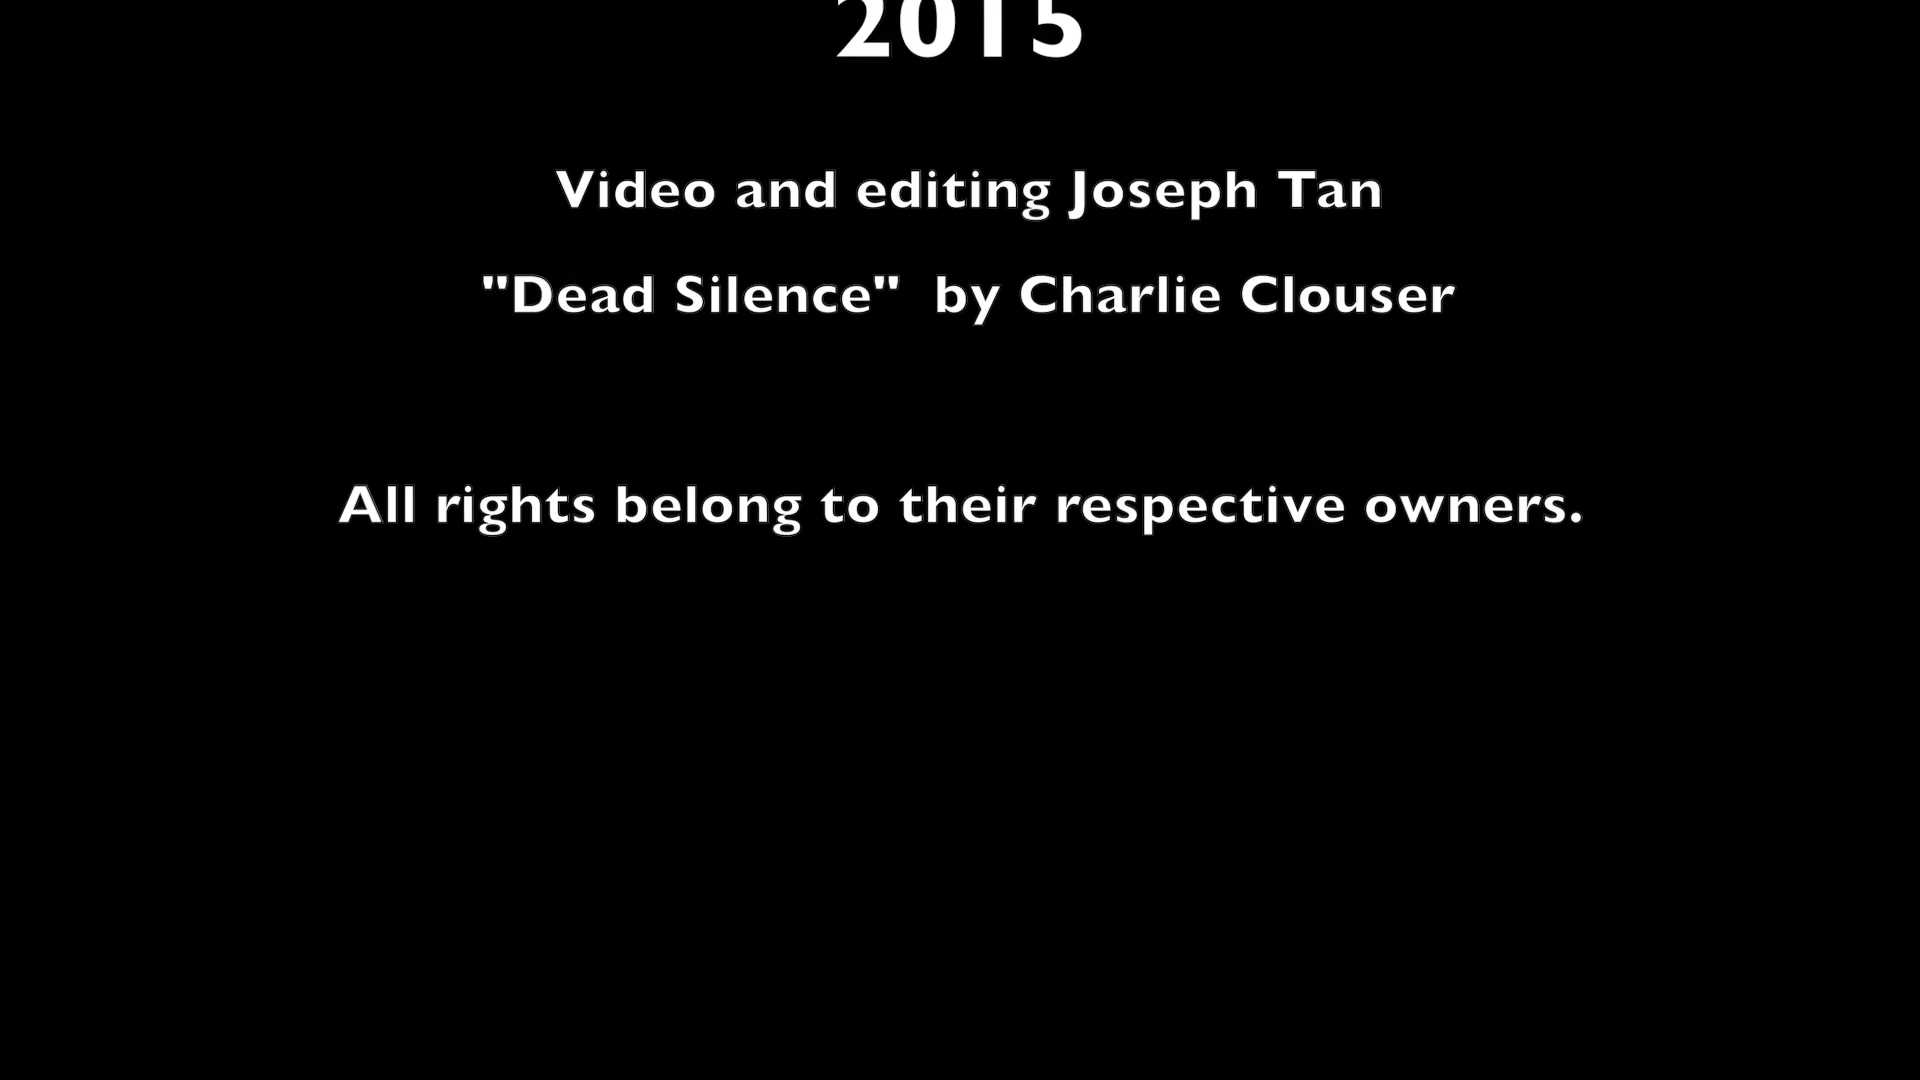 2015
Video and editing Joseph Tan
"Dead Silence"  by Charlie Clouser
All rights belong to their respective owners.